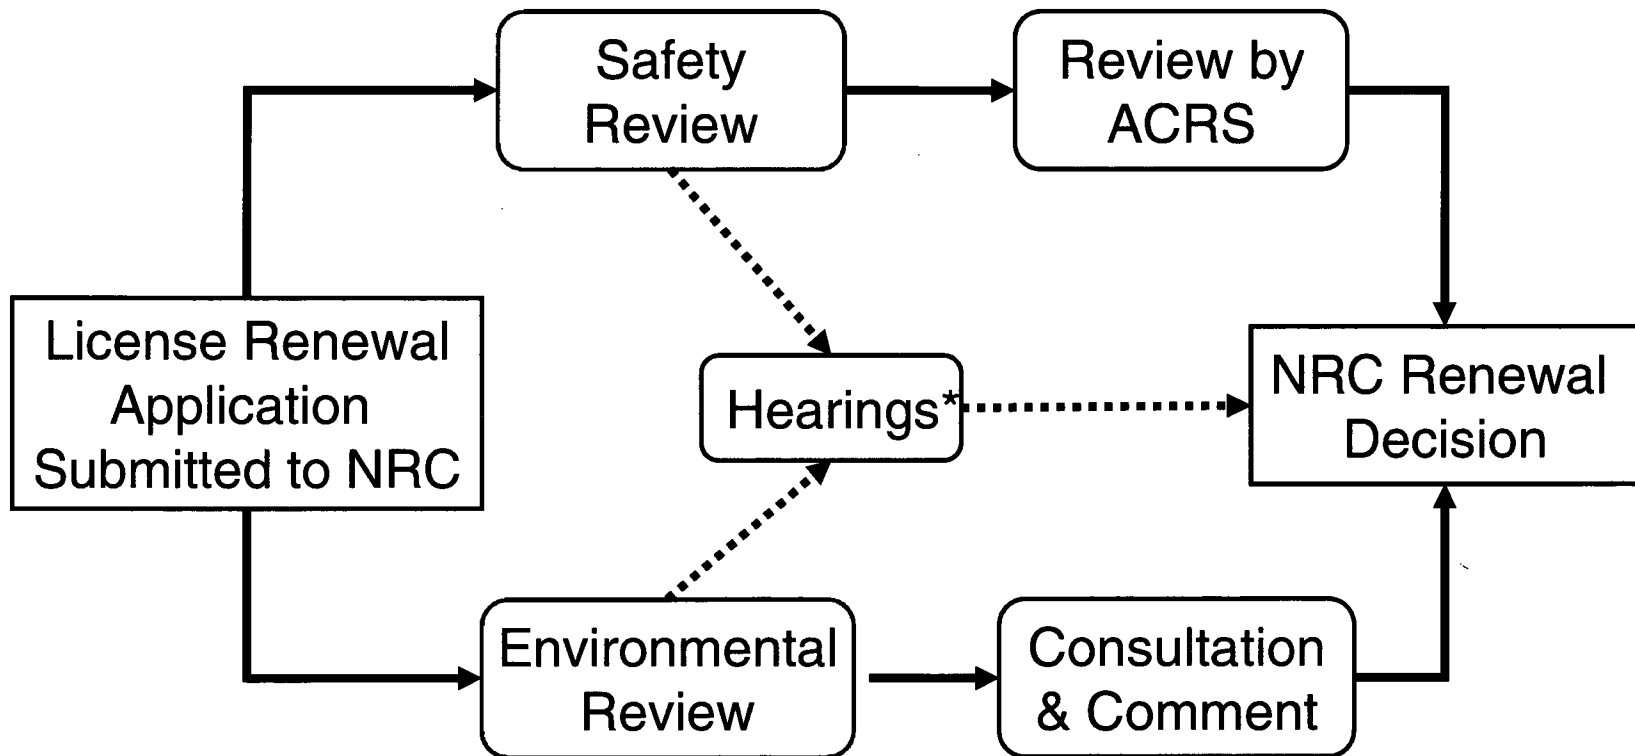 Safety
Review
Review by
ACRS
License Renewal
Application
Submitted to NRC
Hearings*
NRC Renewal
Decision
Environmental
Review
Consultation
& Comment